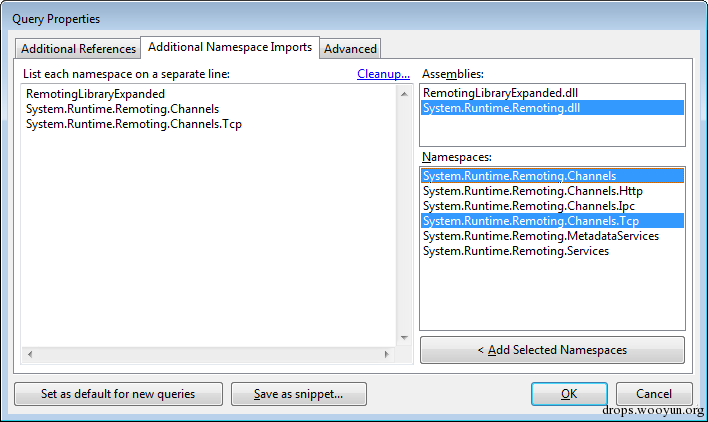 Query Properties
Additional References
Additional Namespace Imports
Advanced
List each namespace on a separate line:
Cleanup...
RemotingLibraryExpanded
System.Runtime.Remoting.Channels
System.Runtime.Remoting.Channels.Tcp
Assemblies:
RemotingLibraryExpanded.dll
System.Runtime.Remoting.dll
Namespaces:
System.Runtime.Remoting.Channels
System.Runtime.Remoting.Channels.Http
System.Runtime.Remoting.Channels.Ipc
System.Runtime.Remoting.Channels.Tcp
System.Runtime.Remoting.MetadataServices
System.Runtime.Remoting.Services
< Add Selected Namespaces
Set as default for new queries
Save as snippet...
OK
Cancel
drops.wooyun.org